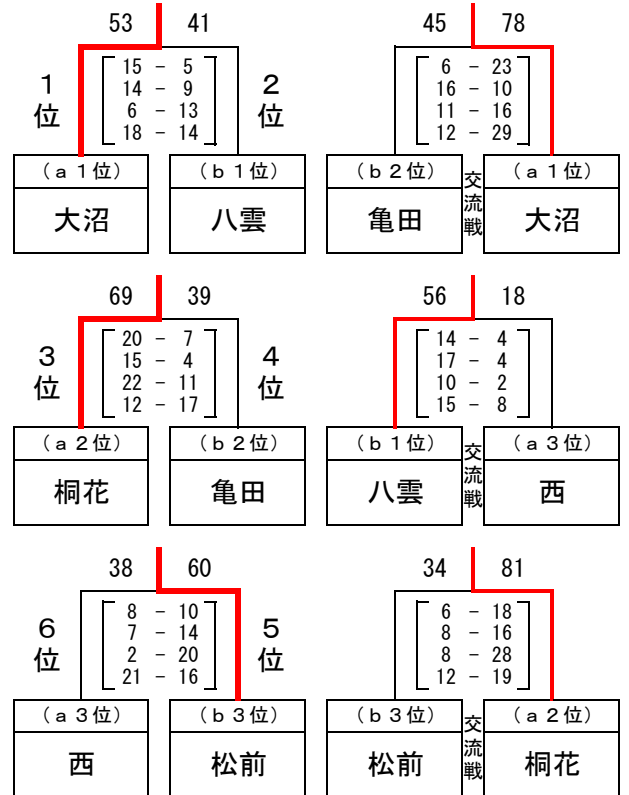 53 41
15 - 5
14 - 9
6 - 13
18 - 14
1位
2位
(a1位) (b1位)
大沼 八雲
45 78
6 - 23
16 - 10
11 - 16
12 - 29
(b2位) (a1位)
交流戦
亀田 大沼
69 39
20 - 7
15 - 4
22 - 11
12 - 17
3位
4位
(a2位) (b2位)
桐花 亀田
56 18
14 - 4
17 - 4
10 - 2
15 - 8
(b1位) (a3位)
交流戦
八雲 西
38 60
8 - 10
7 - 14
2 - 20
21 - 16
6位
5位
(a3位) (b3位)
西 松前
34 81
6 - 18
8 - 16
8 - 28
12 - 19
(b3位) (a2位)
交流戦
松前 桐花